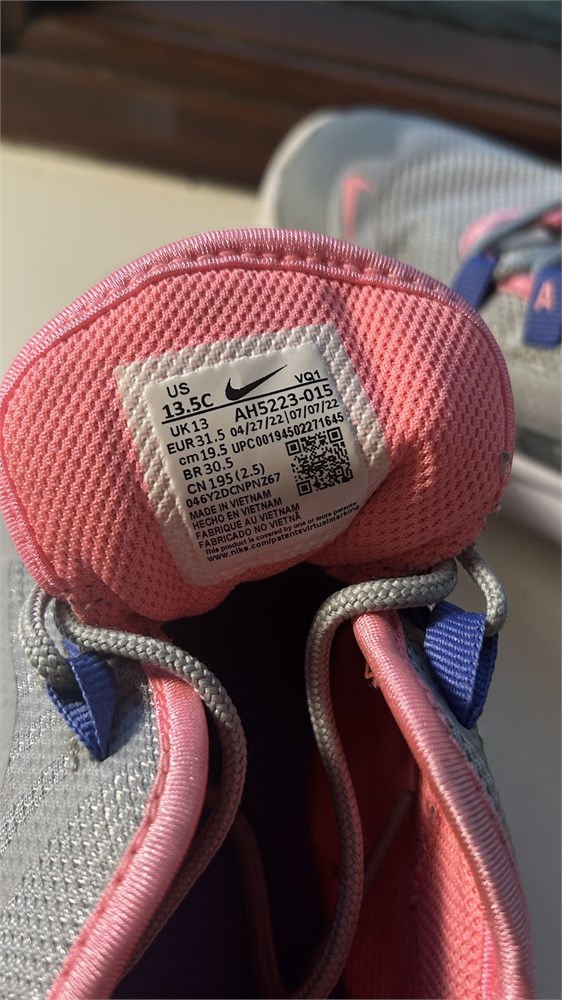 US
VQ1
13.5C
AH5223-015
UK 13
04/27/22 07/07/22
EUR 31.5
UPC 00194502271645
cm 19.5
BR 30.5
CN 195 (2.5)
046Y2DCNPNZ67
MADE IN VIETNAM
HECHO EN VIETNAM
FABRIQUE AU VIETNAM
FABRICADO NO VIETNÃ
This product is covered by one or more patents.
www.nike.com/patentsvirtualmarking
A